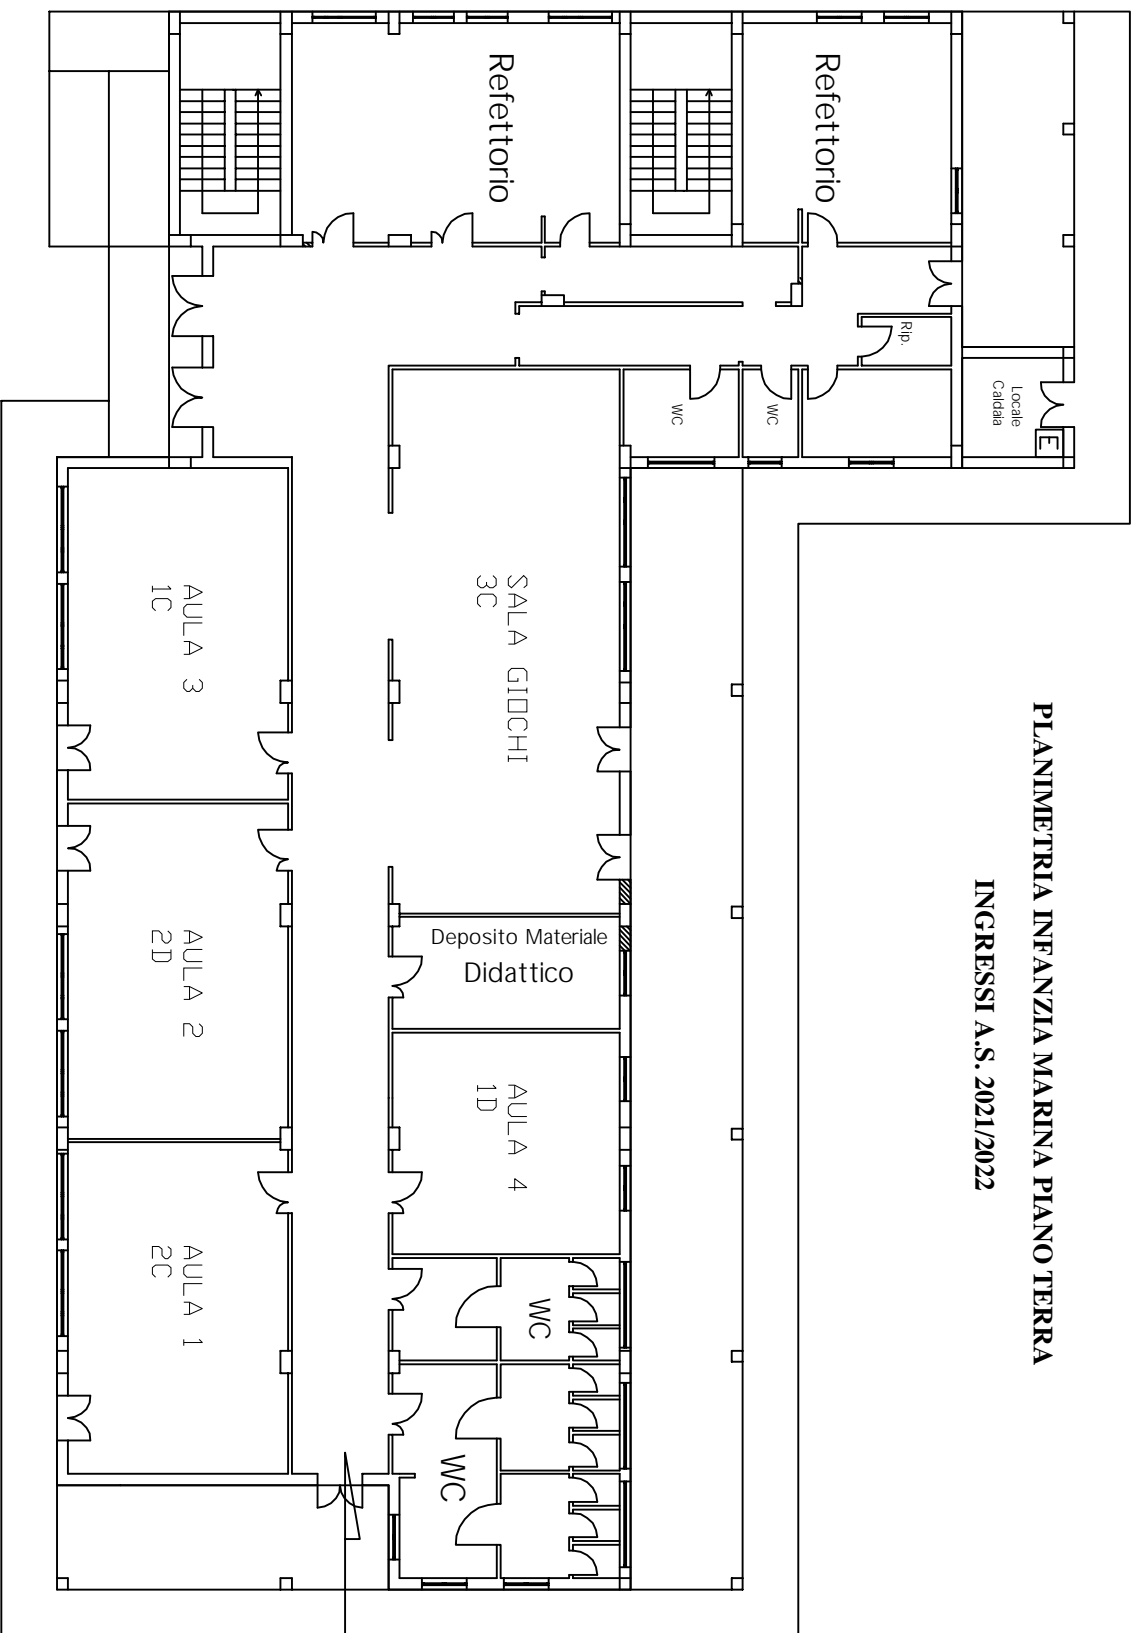 PLANIMETRIA INFANZIA MARINA PIANO TERRA
INGRESSI A.S. 2021/2022
Refettorio
Refettorio
Rip.
Locale
Caldaia
E
WC
WC
SALA GIOCHI
3C
AULA 3
1C
Deposito Materiale
Didattico
AULA 2
2D
AULA 4
1D
AULA 1
2C
WC
WC